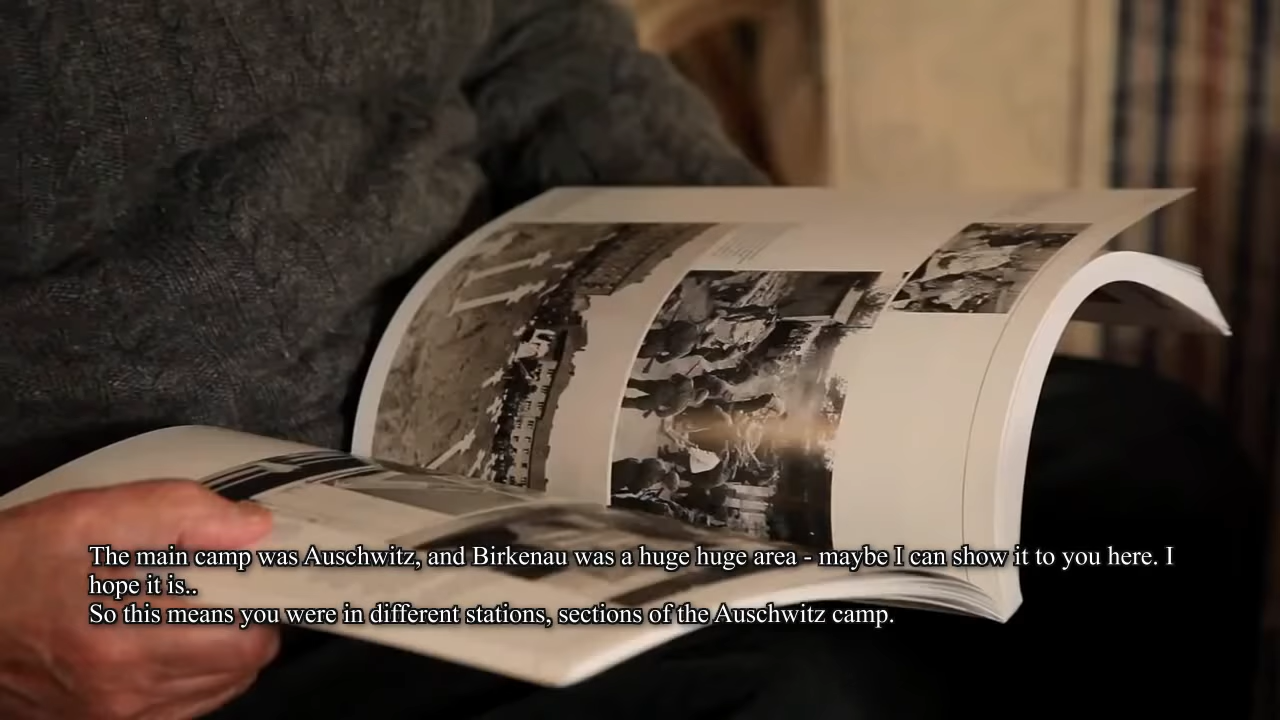 The main camp was Auschwitz, and Birkenau was a huge huge area - maybe I can show it to you here. I
hope it is..
So this means you were in different stations, sections of the Auschwitz camp.